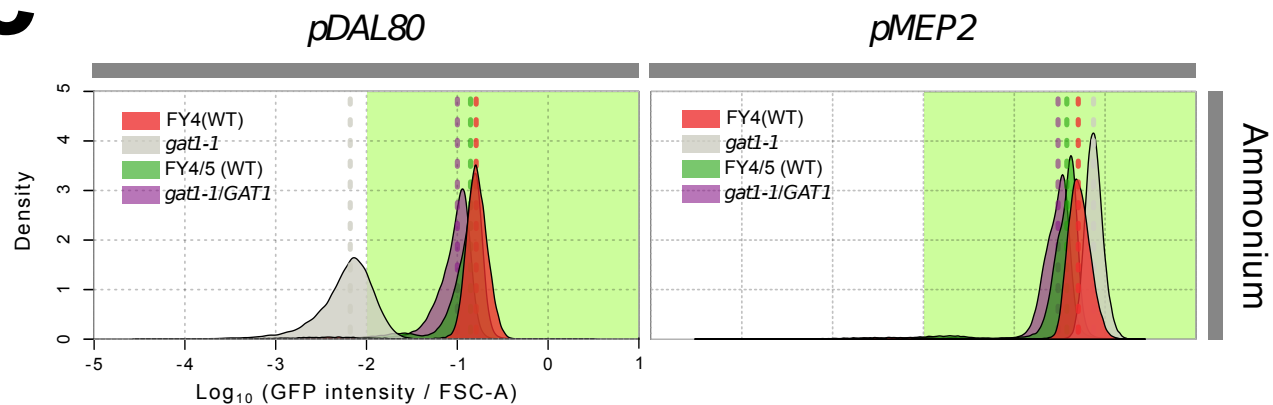 pDAL80 pMEP2
5
4
3
2
1
0
Density
FY4(WT)
gat1-1
FY4/5 (WT)
gat1-1/GAT1
FY4(WT)
gat1-1
FY4/5 (WT)
gat1-1/GAT1
Ammonium
-5 -4 -3 -2 -1 0 1
Log₁₀ (GFP intensity / FSC-A)